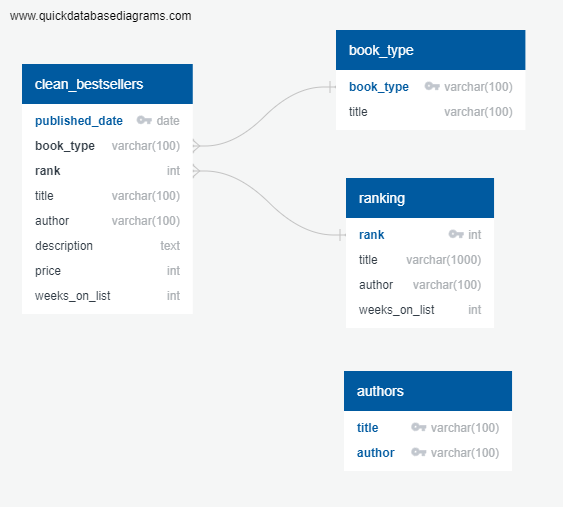 www.quickdatabasediagrams.com
clean_bestsellers
published_date date
book_type varchar(100)
rank int
title varchar(100)
author varchar(100)
description text
price int
weeks_on_list int
book_type
book_type varchar(100)
title varchar(100)
ranking
rank int
title varchar(1000)
author varchar(100)
weeks_on_list int
authors
title varchar(100)
author varchar(100)